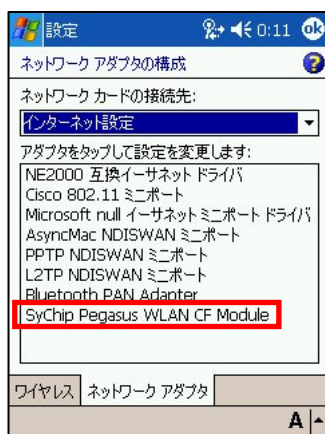 設定 0:11 ok
ネットワーク アダプタの構成 ?
ネットワーク カードの接続先:
インターネット設定
アダプタをタップして設定を変更します:
NE2000 互換イーサネット ドライバ
Cisco 802.11 ミニポート
Microsoft null イーサネット ミニポート ドライバ
AsyncMac NDISWAN ミニポート
PPTP NDISWAN ミニポート
L2TP NDISWAN ミニポート
Bluetooth PAN Adapter
SyChip Pegasus WLAN CF Module
ワイヤレス ネットワーク アダプタ
A